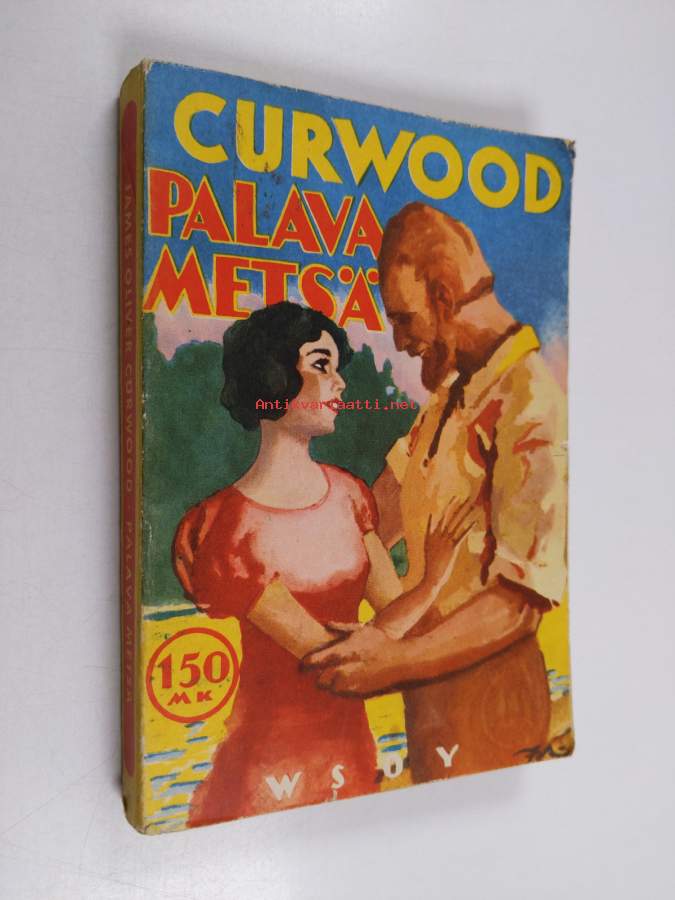 CURWOOD
PALAVA
METSÄ
Antikvariaatti.net
150
MK
WSOY
JAMES OLIVER CURWOOD · PALAVA METSÄ